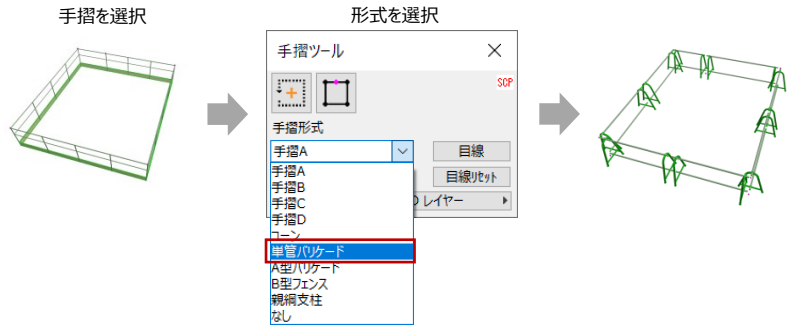 手摺を選択
形式を選択
手摺ツール
SCP
手摺形式
手摺A
目線
手摺A
目線ﾘｾｯﾄ
手摺B
手摺C
レイヤー
手摺D
コーン
単管バリケード
A型バリケード
B型フェンス
親綱支柱
なし